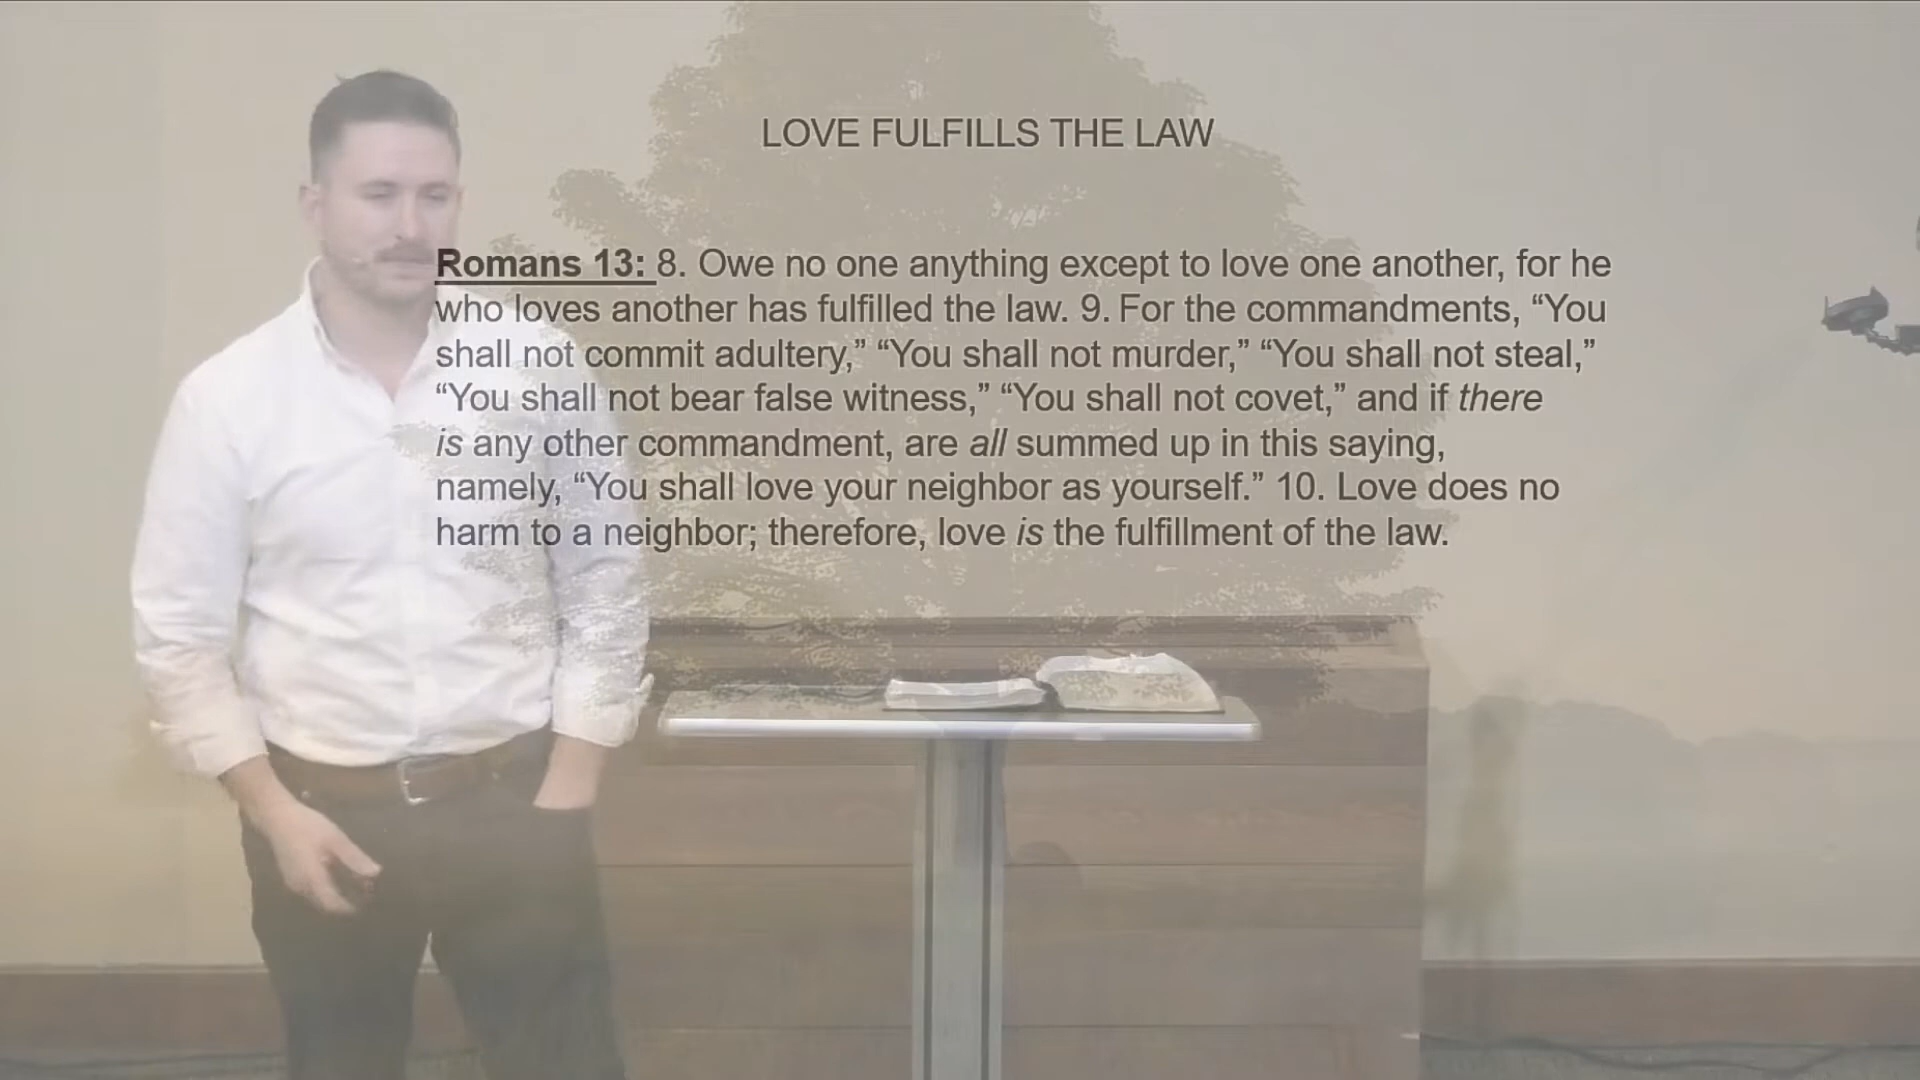 LOVE FULFILLS THE LAW
Romans 13: 8. Owe no one anything except to love one another, for he
who loves another has fulfilled the law. 9. For the commandments, “You
shall not commit adultery,” “You shall not murder,” “You shall not steal,”
“You shall not bear false witness,” “You shall not covet,” and if there
is any other commandment, are all summed up in this saying,
namely, “You shall love your neighbor as yourself.” 10. Love does no
harm to a neighbor; therefore, love is the fulfillment of the law.